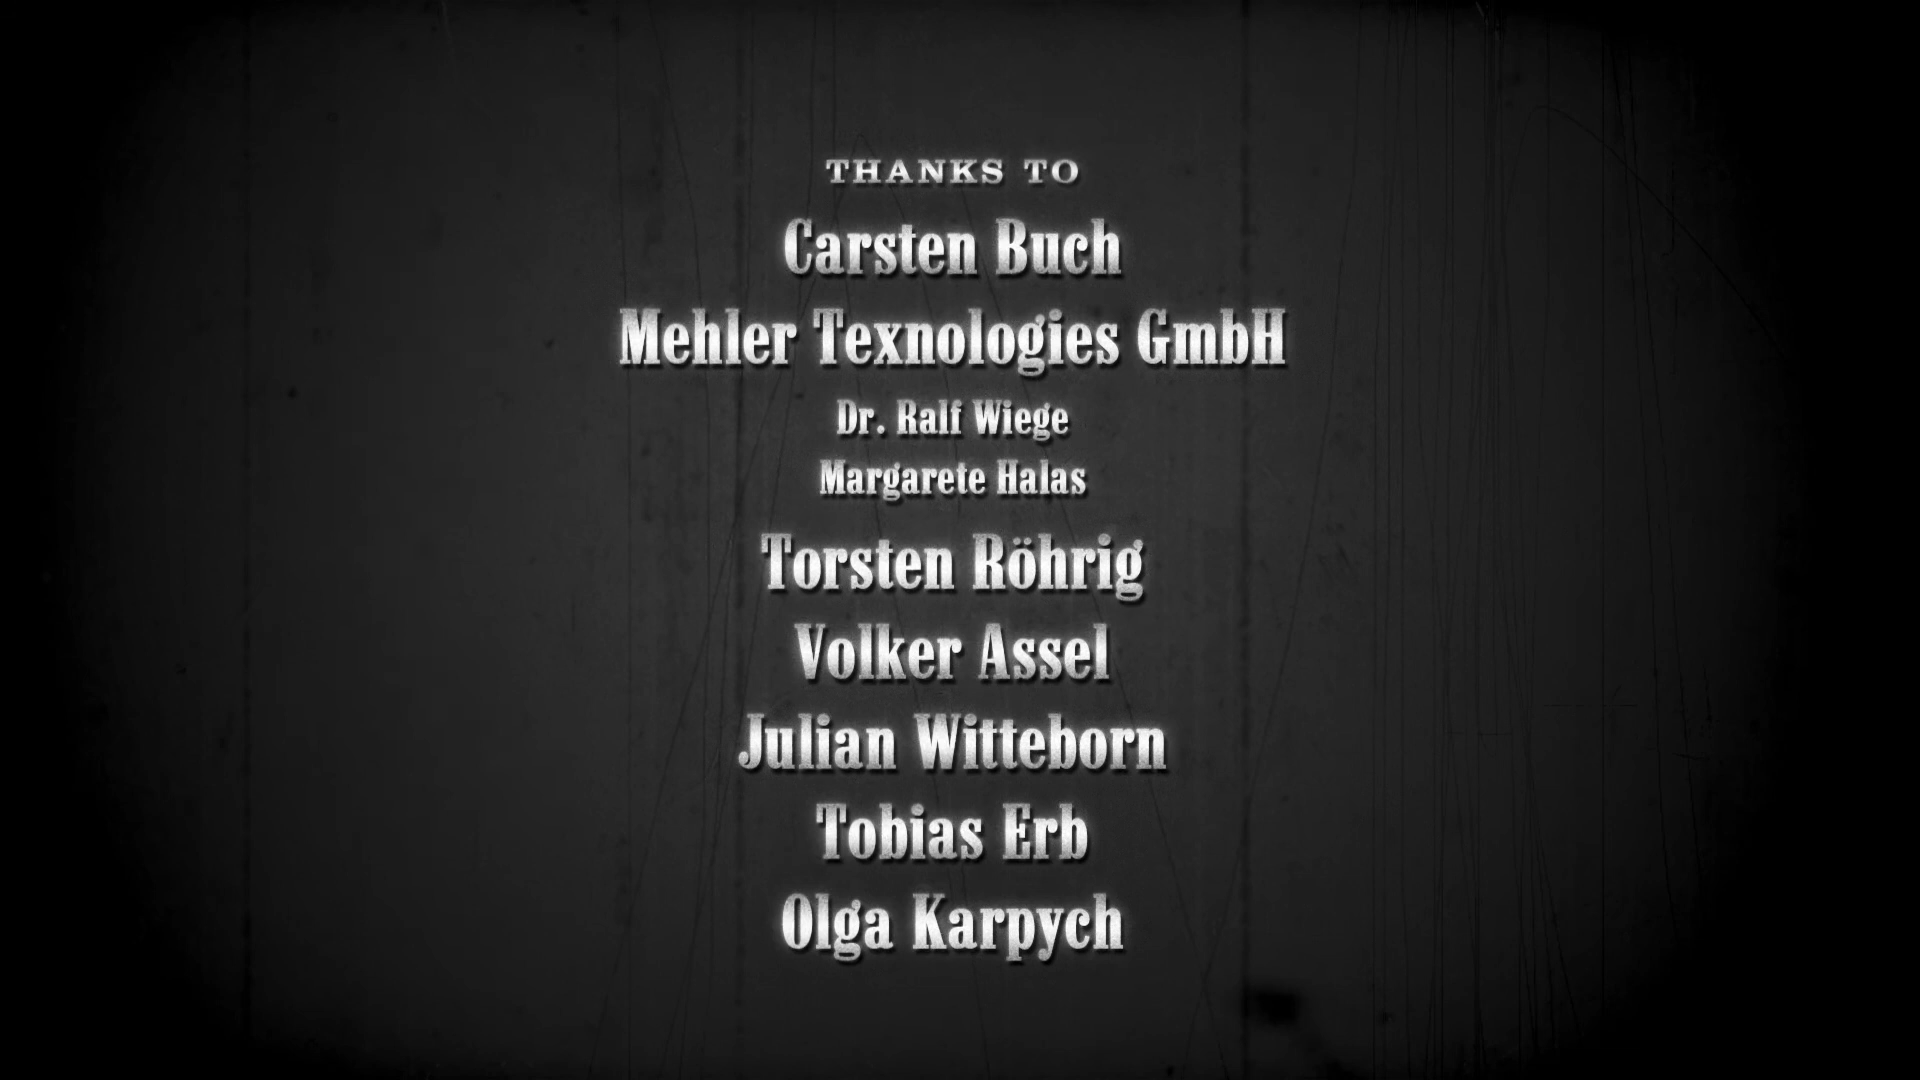 THANKS TO
Carsten Buch
Mehler Texnologies GmbH
Dr. Ralf Wiege
Margarete Halas
Torsten Röhrig
Volker Assel
Julian Witteborn
Tobias Erb
Olga Karpych